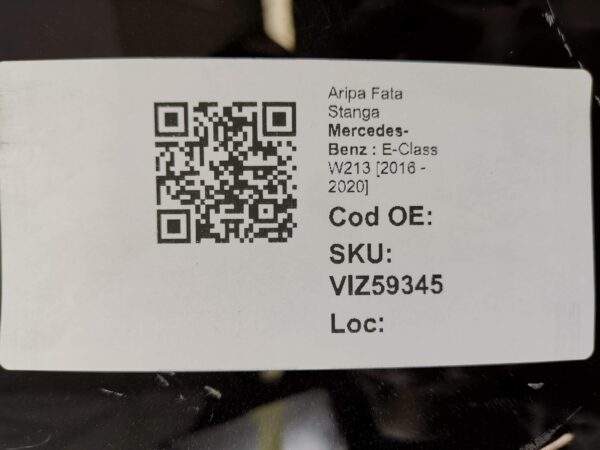 Aripa Fata
Stanga
Mercedes-
Benz : E-Class
W213 [2016 -
2020]
Cod OE:
SKU:
VIZ59345
Loc: